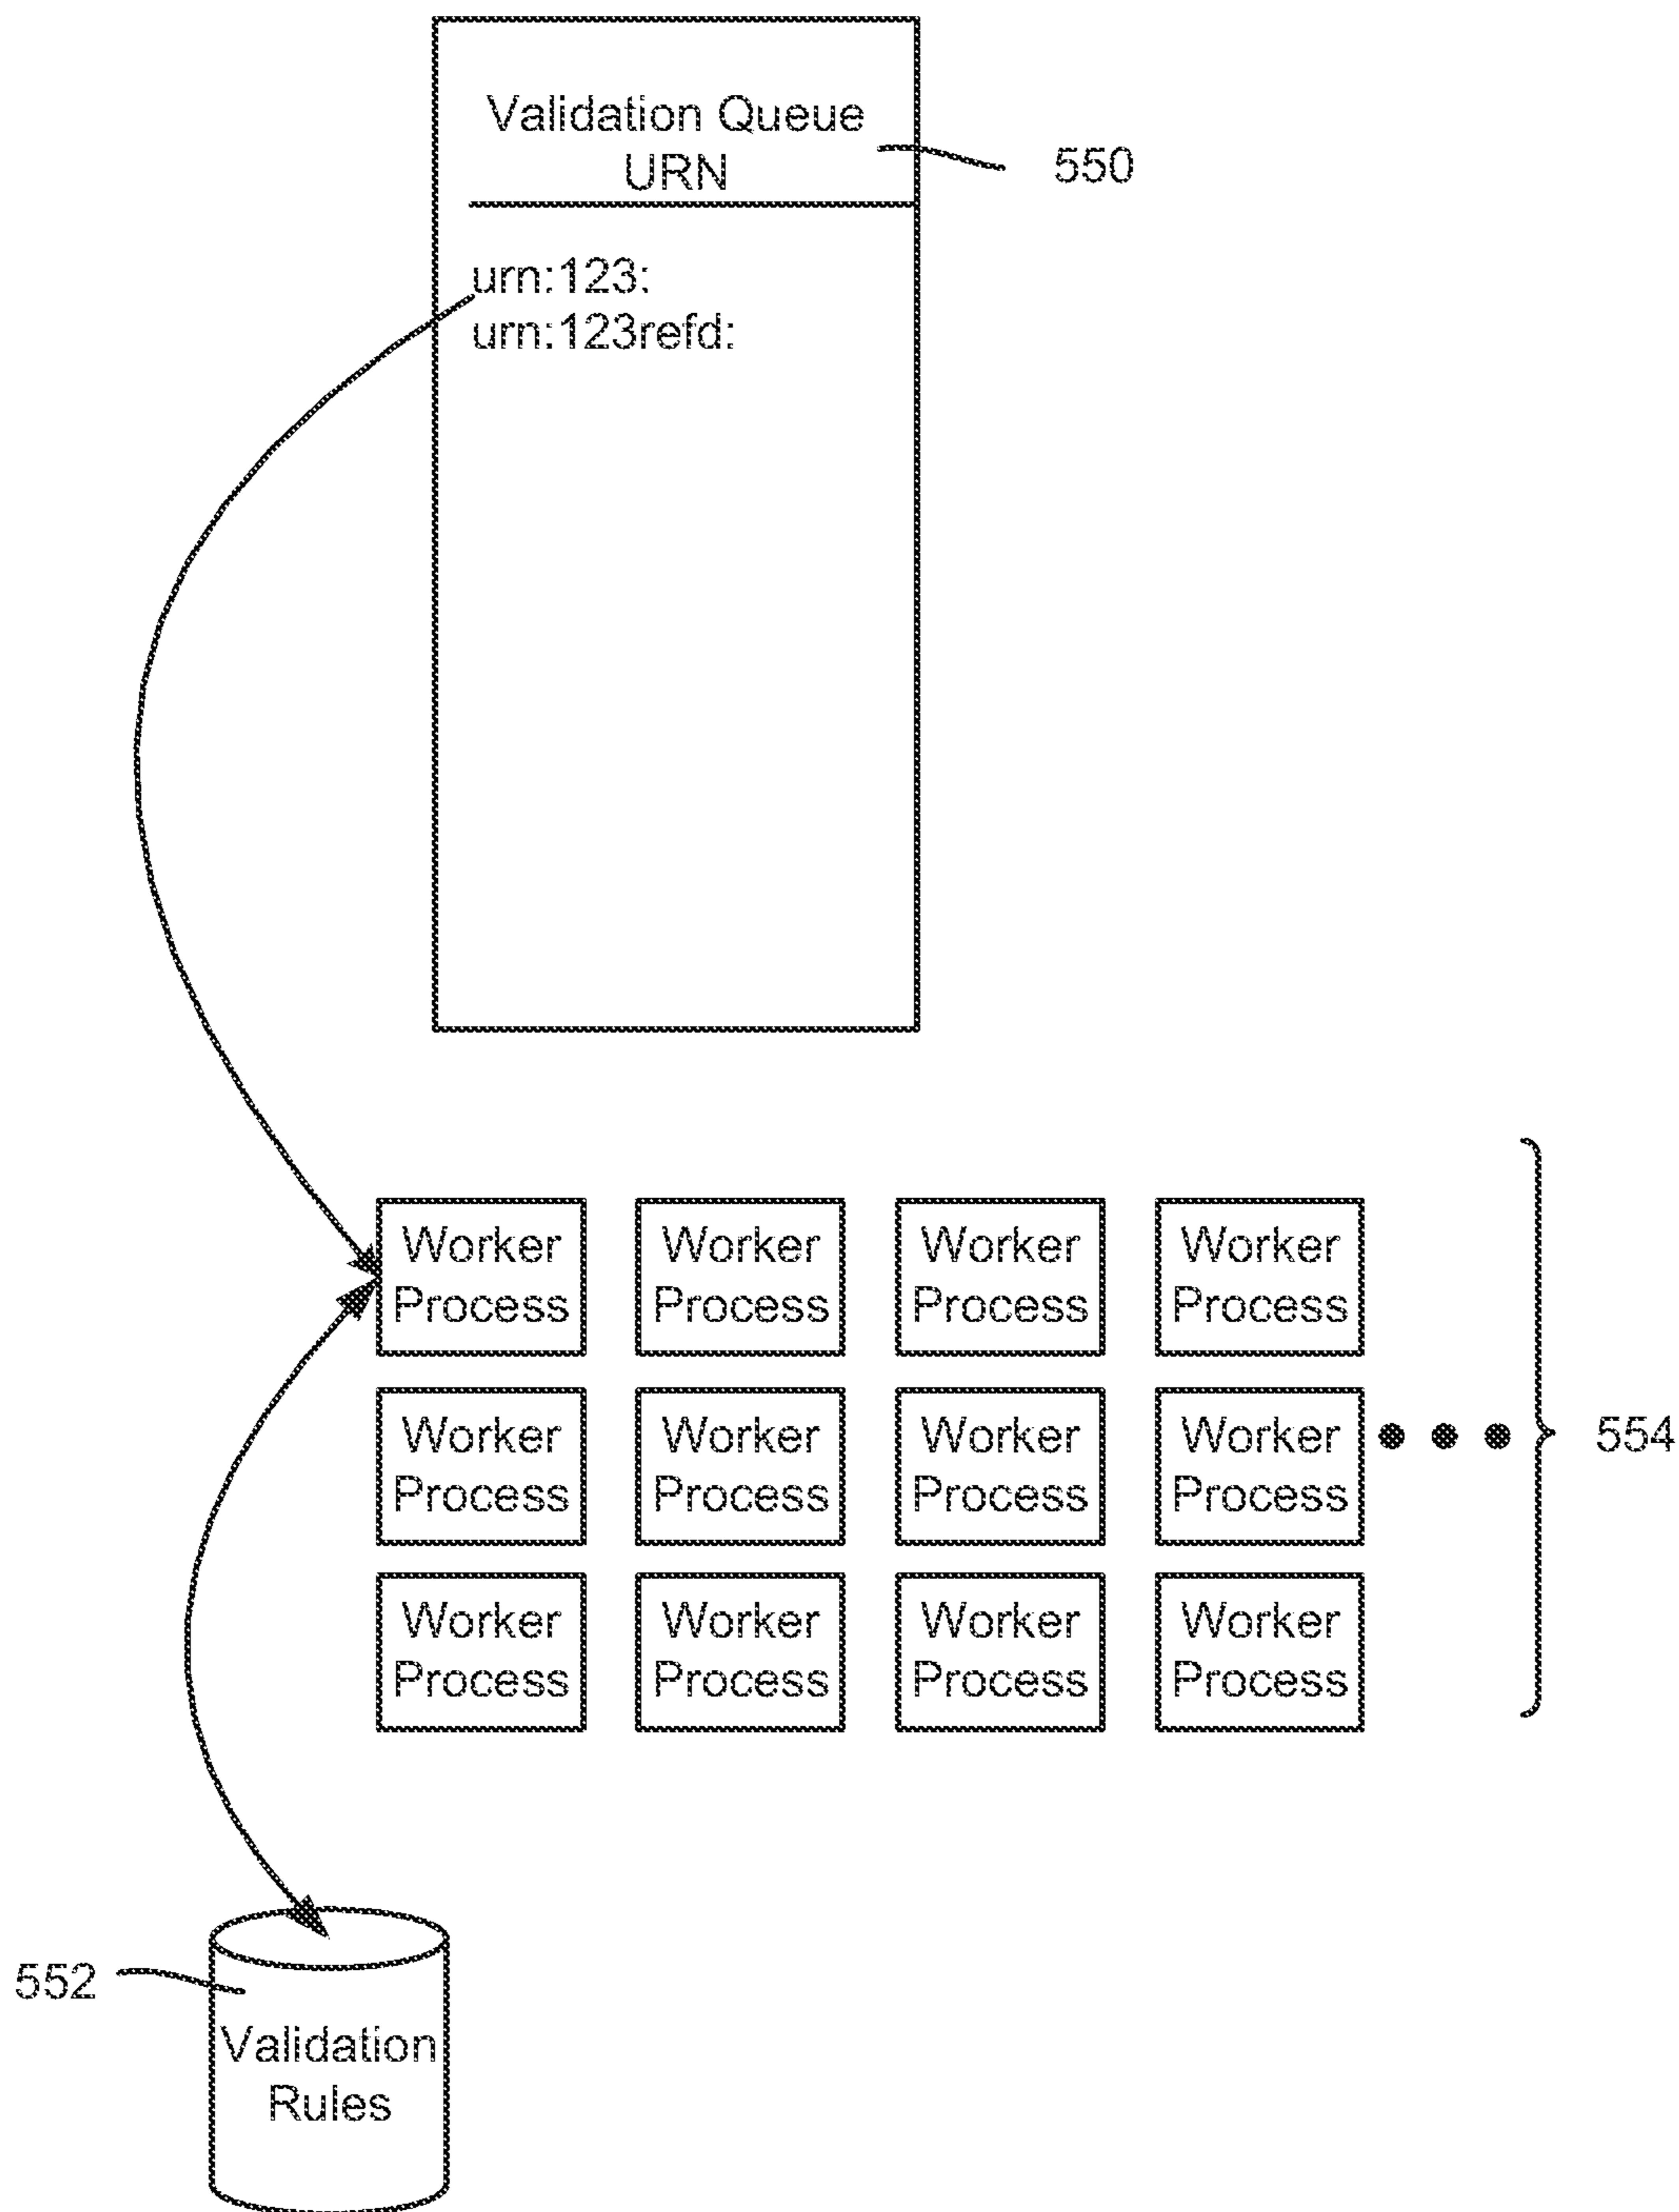 Validation Queue
URN
550
urn:123:
urn:123refd:
Worker Process
Worker Process
Worker Process
Worker Process
Worker Process
Worker Process
Worker Process
Worker Process
554
Worker Process
Worker Process
Worker Process
Worker Process
552
Validation
Rules